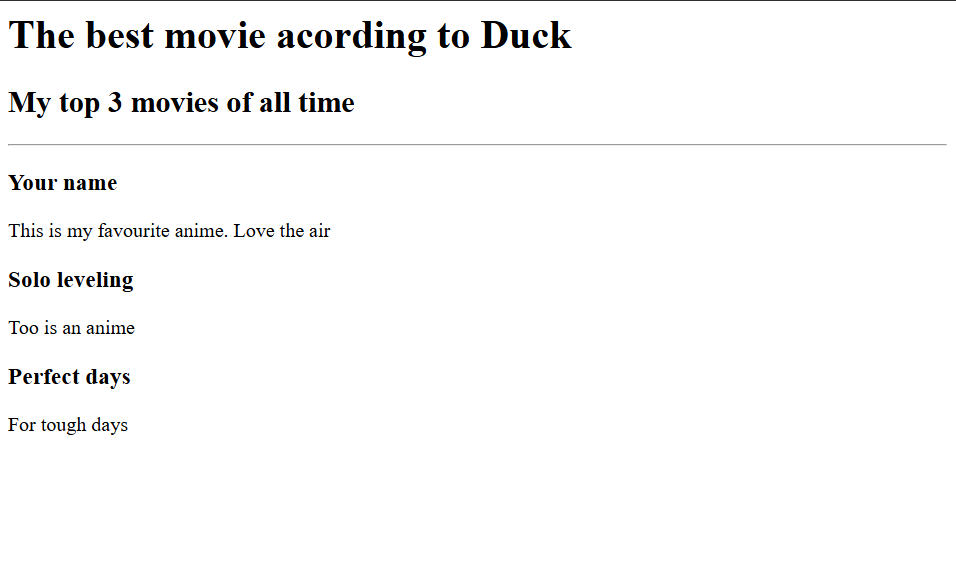 The best movie acording to Duck
My top 3 movies of all time
Your name
This is my favourite anime. Love the air
Solo leveling
Too is an anime
Perfect days
For tough days